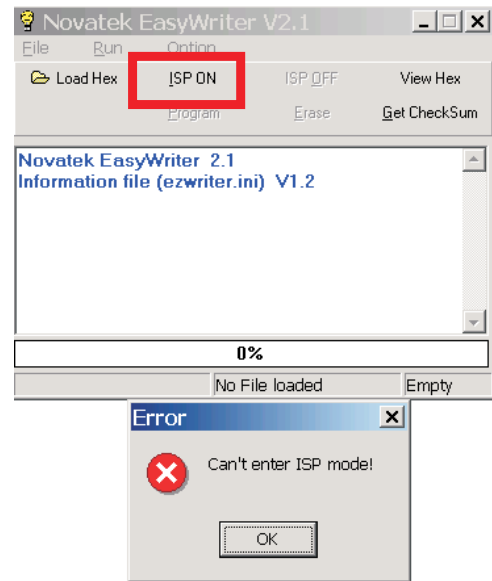 Novatek EasyWriter V2.1
File Run Option
Load Hex ISP ON ISP OFF View Hex
Program Erase Get CheckSum
Novatek EasyWriter 2.1
Information file (ezwriter.ini) V1.2
0%
No File loaded Empty
Error
Can't enter ISP mode!
OK